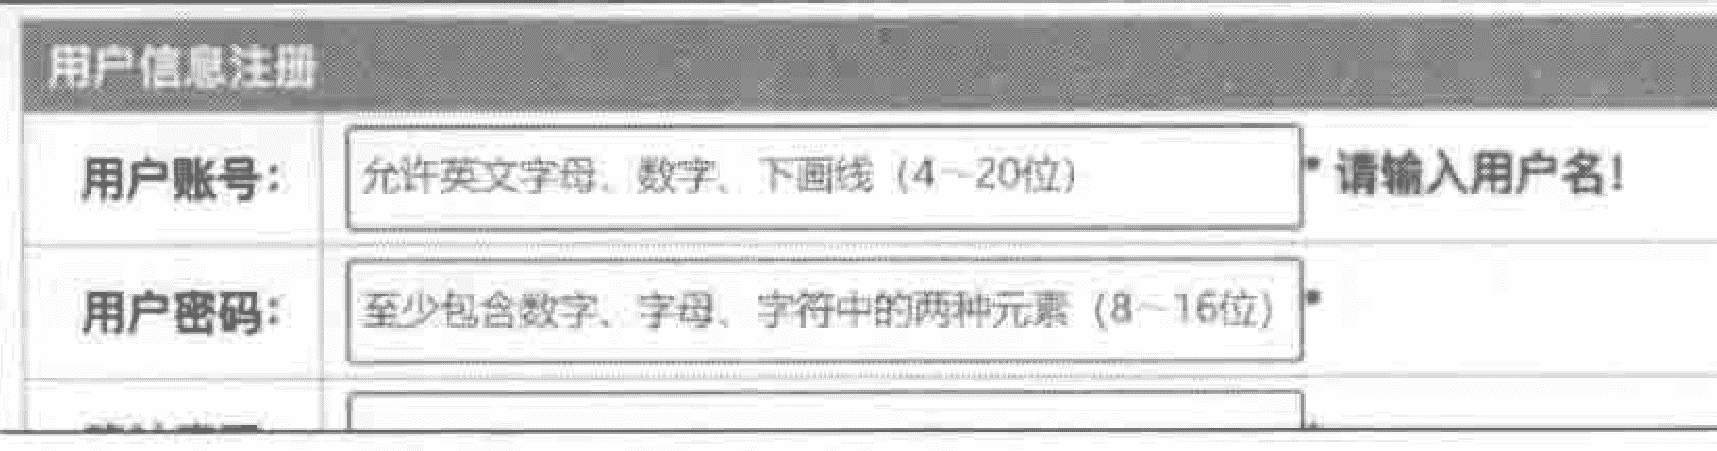 用户信息注册
用户账号： 允许英文字母、数字、下画线（4～20位） * 请输入用户名！
用户密码： 至少包含数字、字母、字符中的两种元素（8～16位） *